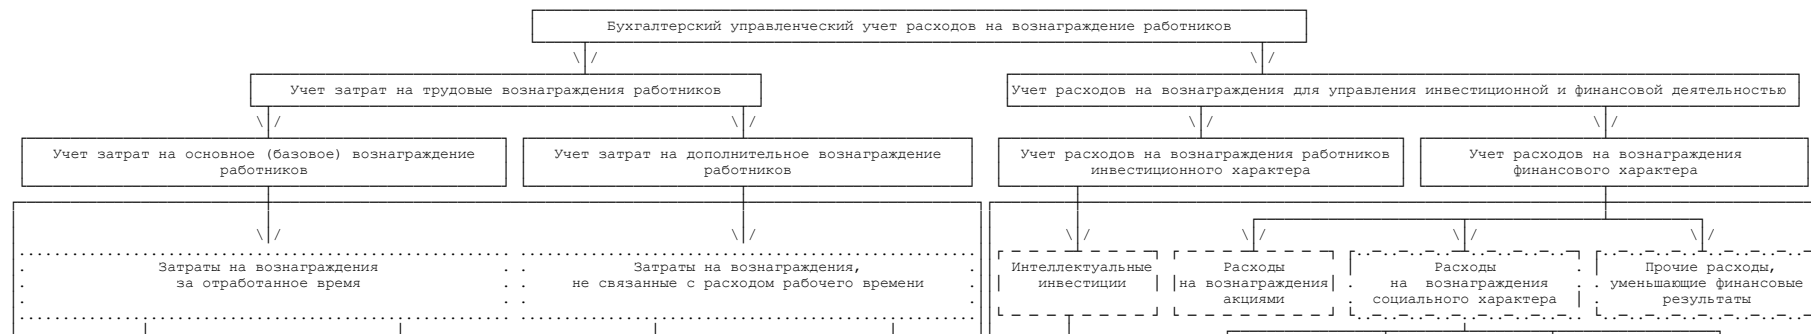 Бухгалтерский управленческий учет расходов на вознаграждение работников
Учет затрат на трудовые вознаграждения работников
Учет расходов на вознаграждения для управления инвестиционной и финансовой деятельностью
Учет затрат на основное (базовое) вознаграждение
работников
Учет затрат на дополнительное вознаграждение
работников
Учет расходов на вознаграждения работников
инвестиционного характера
Учет расходов на вознаграждения
финансового характера
Затраты на вознаграждения
за отработанное время
Затраты на вознаграждения,
не связанные с расходом рабочего времени
Интеллектуальные
инвестиции
Расходы
на вознаграждения
акциями
Расходы
на вознаграждения
социального характера
Прочие расходы,
уменьшающие финансовые
результаты